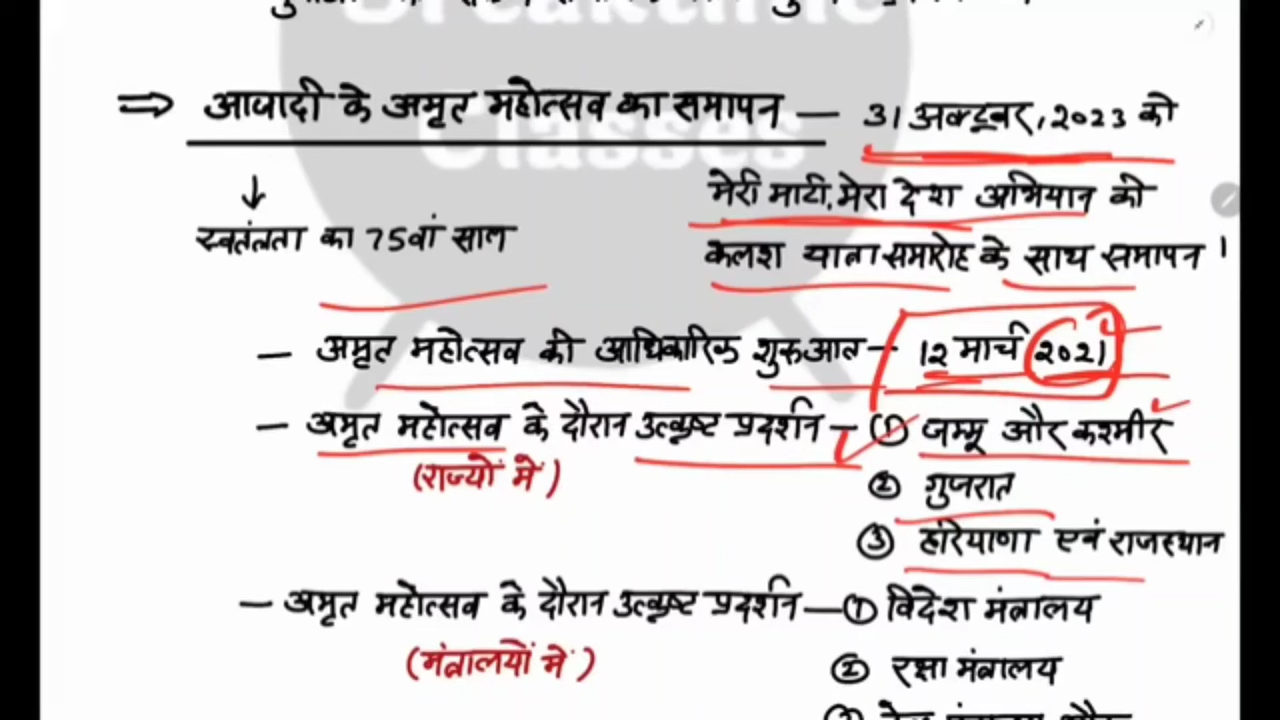 Breaktime
Classes
⇒ आजादी के अमृत महोत्सव का समापन — 31 अक्टूबर, 2023 को
मेरी माटी, मेरा देश अभियान की
कलश यात्रा समारोह के साथ समापन ।
↓
स्वतंत्रता का 75वां साल
— अमृत महोत्सव की आधिकारिक शुरुआत — 12 मार्च 2021
— अमृत महोत्सव के दौरान उत्कृष्ट प्रदर्शन — ① जम्मू और कश्मीर
(राज्यों में)
② गुजरात
③ हरियाणा एवं राजस्थान
— अमृत महोत्सव के दौरान उत्कृष्ट प्रदर्शन — ① विदेश मंत्रालय
(मंत्रालयों में)
② रक्षा मंत्रालय